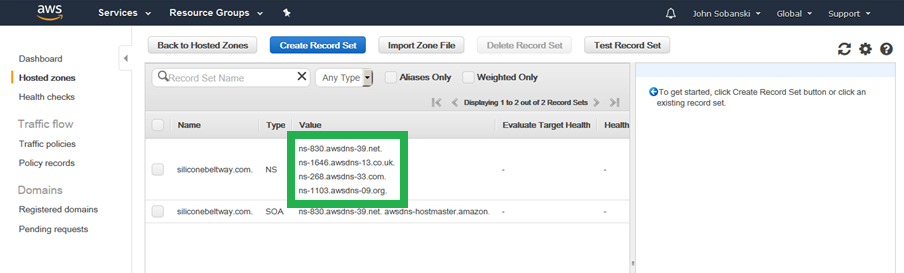 aws Services Resource Groups John Sobanski Global Support
Dashboard
Hosted zones
Health checks
Traffic flow
Traffic policies
Policy records
Domains
Registered domains
Pending requests
Back to Hosted Zones Create Record Set Import Zone File Delete Record Set Test Record Set
Record Set Name Any Type Aliases Only Weighted Only
Displaying 1 to 2 out of 2 Record Sets
Name Type Value Evaluate Target Health Health
siliconebeltway.com. NS
ns-830.awsdns-39.net.
ns-1646.awsdns-13.co.uk.
ns-268.awsdns-33.com.
ns-1103.awsdns-09.org.
- -
siliconebeltway.com. SOA ns-830.awsdns-39.net. awsdns-hostmaster.amazon. - -
To get started, click Create Record Set button or click an
existing record set.